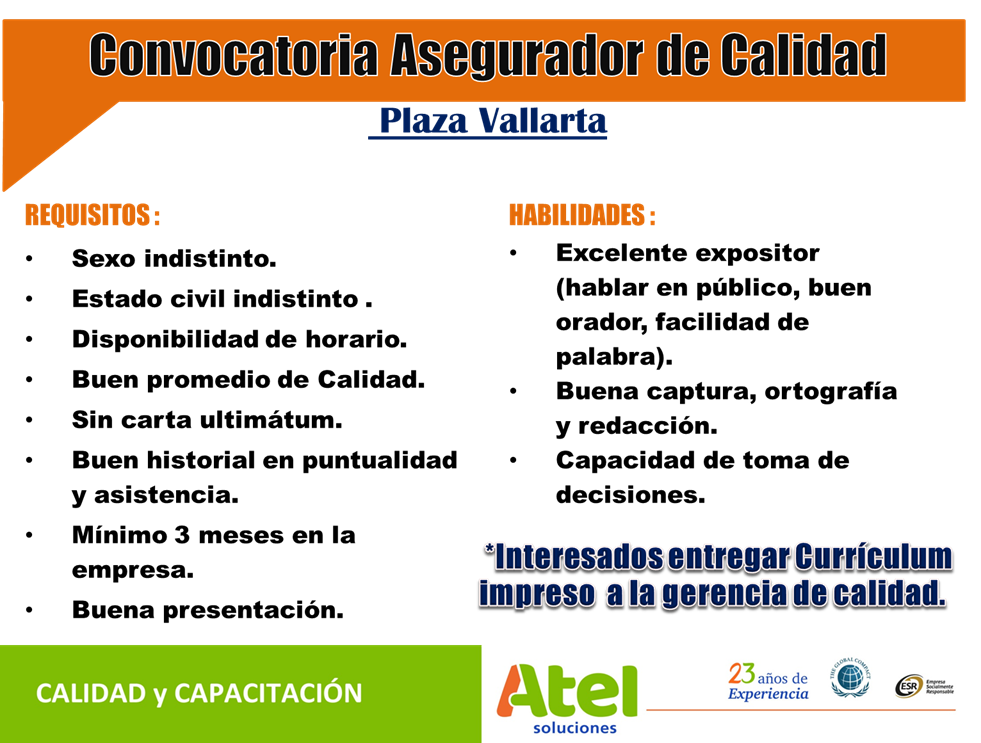 Convocatoria Asegurador de Calidad
Plaza Vallarta
REQUISITOS :
• Sexo indistinto.
• Estado civil indistinto .
• Disponibilidad de horario.
• Buen promedio de Calidad.
• Sin carta ultimátum.
• Buen historial en puntualidad
y asistencia.
• Mínimo 3 meses en la
empresa.
• Buena presentación.
HABILIDADES :
• Excelente expositor
(hablar en público, buen
orador, facilidad de
palabra).
• Buena captura, ortografía
y redacción.
• Capacidad de toma de
decisiones.
*Interesados entregar Currículum
impreso a la gerencia de calidad.
CALIDAD y CAPACITACIÓN
Atel
soluciones
23 años de
Experiencia
THE GLOBAL COMPACT
ESR
Empresa
Socialmente
Responsable